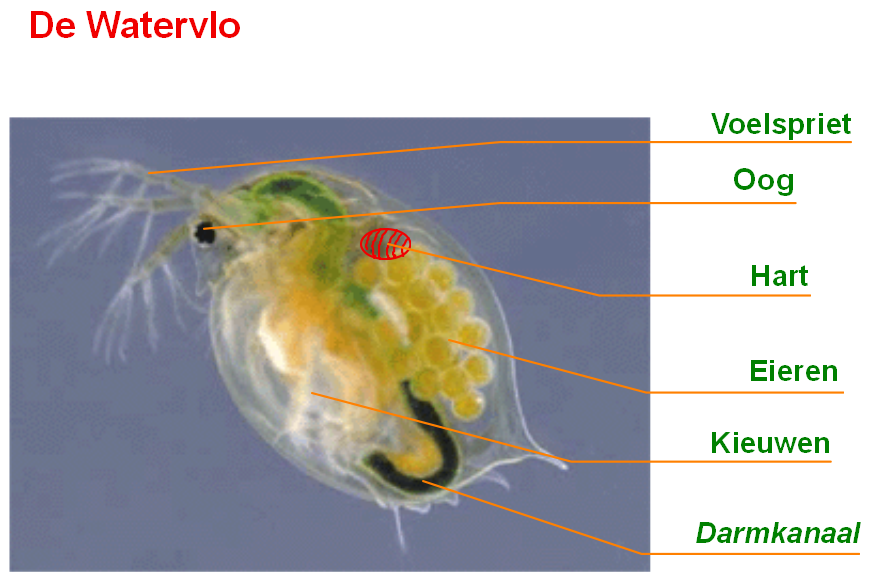 De Watervlo
Voelspriet
Oog
Hart
Eieren
Kieuwen
Darmkanaal